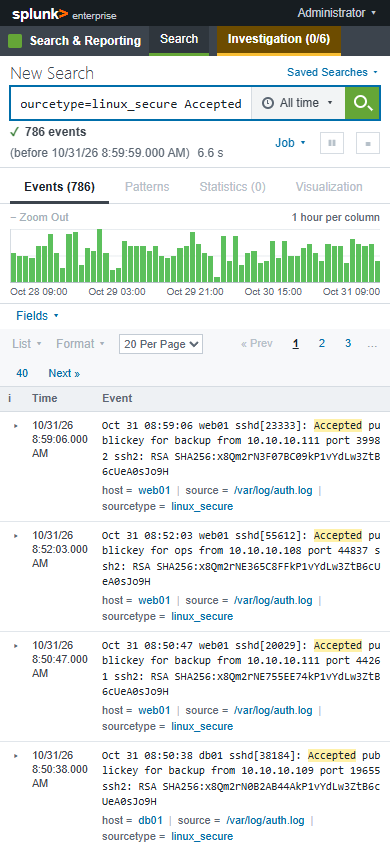 splunk> enterprise
Administrator
Search & Reporting
Search
Investigation (0/6)
New Search
Saved Searches
ourcetype=linux_secure Accepted
All time
✓ 786 events
(before 10/31/26 8:59:59.000 AM) 6.6 s
Job
Events (786)
Patterns
Statistics (0)
Visualization
– Zoom Out
1 hour per column
Oct 28 09:00
Oct 29 03:00
Oct 29 21:00
Oct 30 15:00
Oct 31 09:00
Fields
List
Format
20 Per Page
« Prev
1
2
3
...
40
Next »
i
Time
Event
10/31/26
8:59:06.000
AM
Oct 31 08:59:06 web01 sshd[23333]: Accepted pu
blickey for backup from 10.10.10.111 port 3998
2 ssh2: RSA SHA256:x8Qm2rN3F07BC09kP1vYdLw3ZtB
6cUeA0sJo9H
host = web01 | source = /var/log/auth.log |
sourcetype = linux_secure
10/31/26
8:52:03.000
AM
Oct 31 08:52:03 web01 sshd[55612]: Accepted pu
blickey for ops from 10.10.10.108 port 44837 s
sh2: RSA SHA256:x8Qm2rNE365C8FFkP1vYdLw3ZtB6cU
eA0sJo9H
host = web01 | source = /var/log/auth.log |
sourcetype = linux_secure
10/31/26
8:50:47.000
AM
Oct 31 08:50:47 web01 sshd[20029]: Accepted pu
blickey for backup from 10.10.10.111 port 4426
1 ssh2: RSA SHA256:x8Qm2rNE755EE74kP1vYdLw3ZtB
6cUeA0sJo9H
host = web01 | source = /var/log/auth.log |
sourcetype = linux_secure
10/31/26
8:50:38.000
AM
Oct 31 08:50:38 db01 sshd[38184]: Accepted pub
lickey for backup from 10.10.10.109 port 19655
ssh2: RSA SHA256:x8Qm2rN0B2AB44AkP1vYdLw3ZtB6c
UeA0sJo9H
host = db01 | source = /var/log/auth.log |
sourcetype = linux_secure